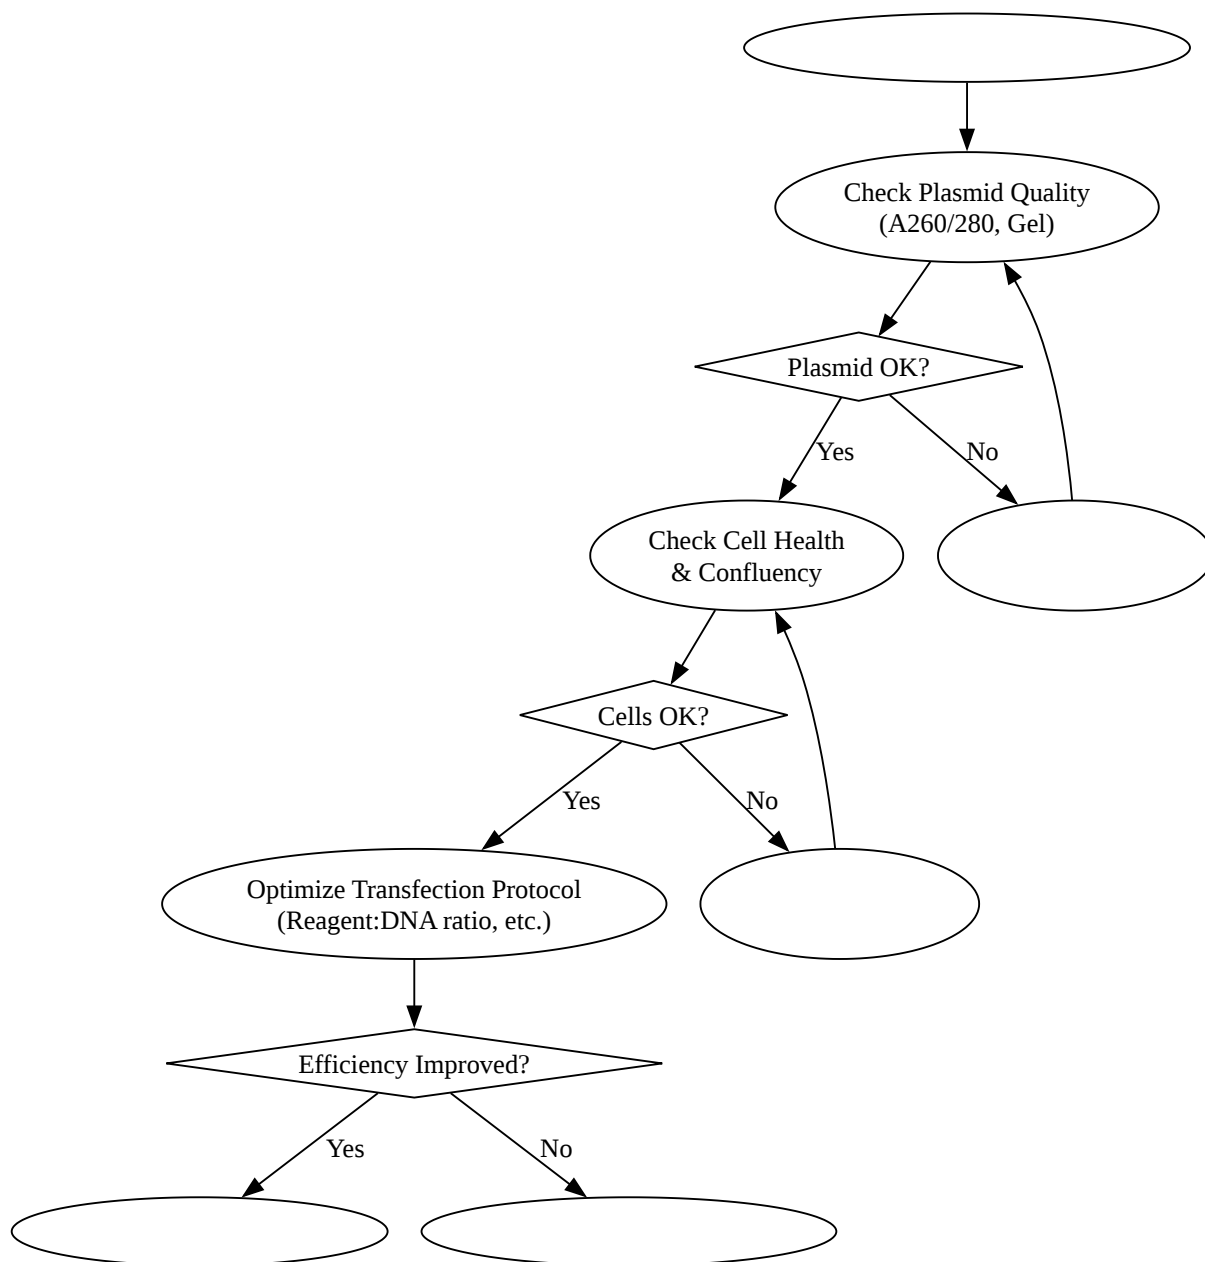 Check Plasmid Quality
(A260/280, Gel)
Plasmid OK?
Yes
No
Check Cell Health
& Confluency
Cells OK?
Yes
No
Optimize Transfection Protocol
(Reagent:DNA ratio, etc.)
Efficiency Improved?
Yes
No